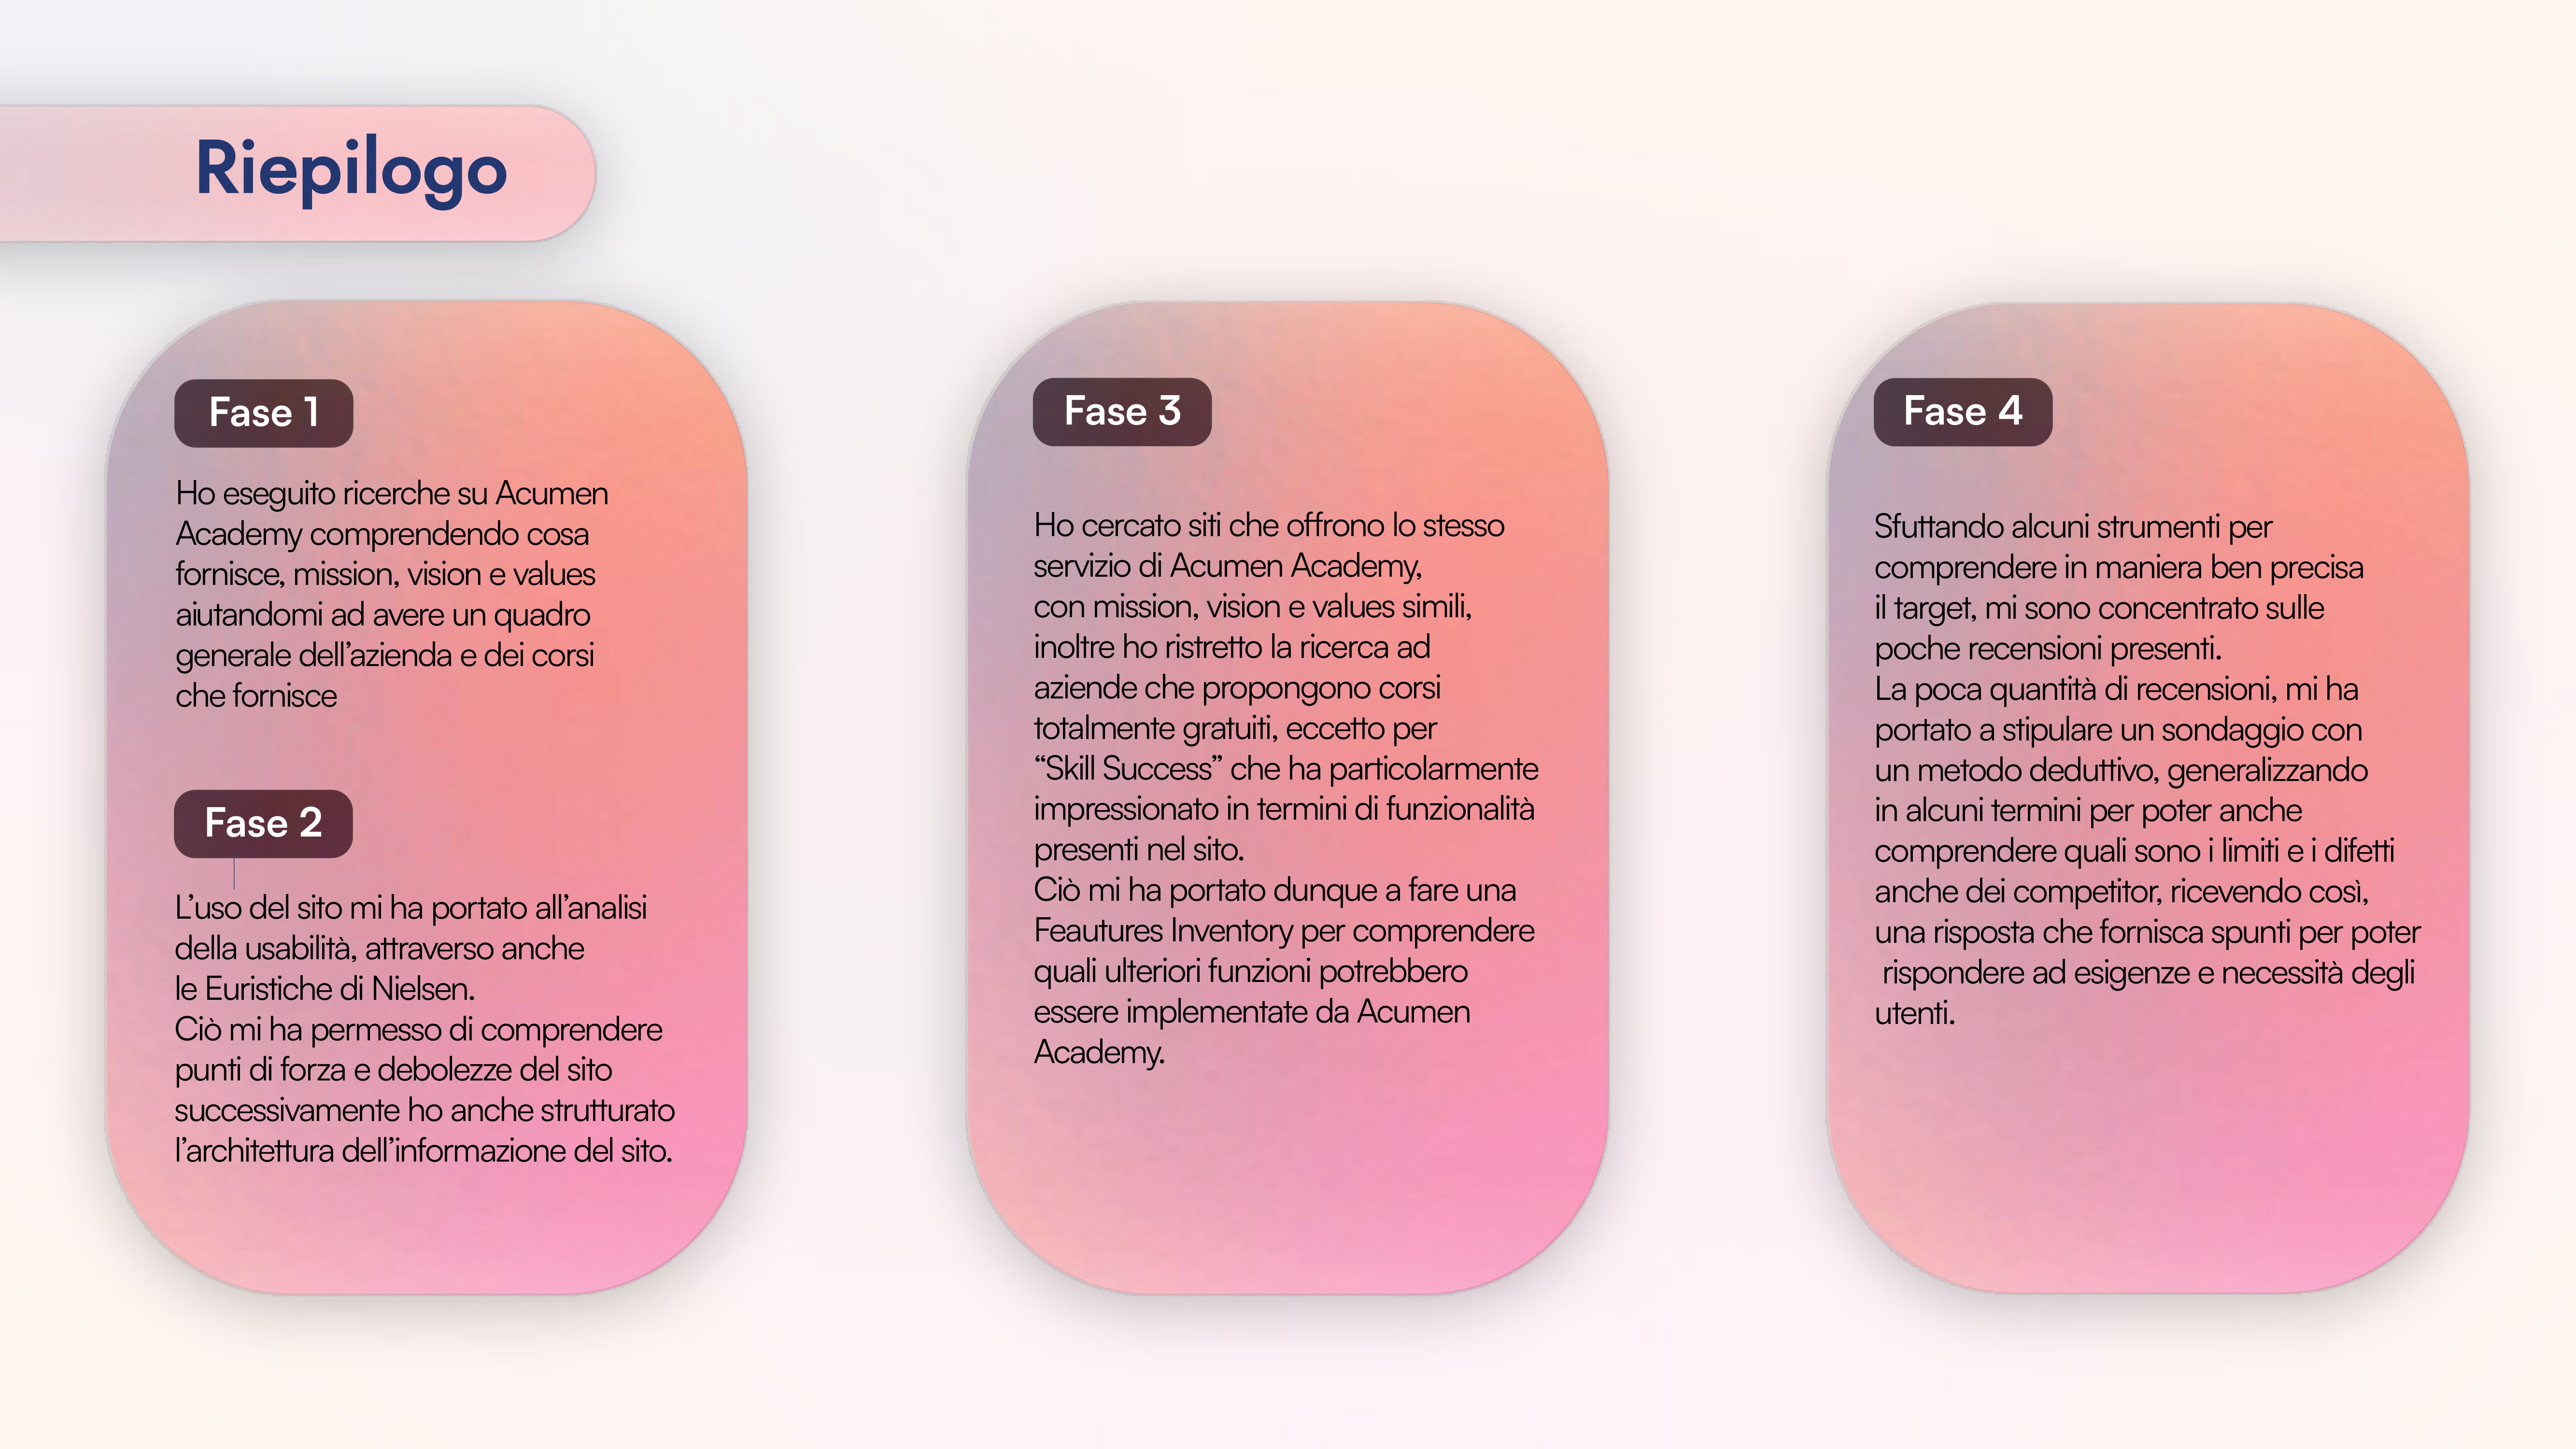 Riepilogo
Fase 1
Ho eseguito ricerche su Acumen
Academy comprendendo cosa
fornisce, mission, vision e values
aiutandomi ad avere un quadro
generale dell’azienda e dei corsi
che fornisce
Fase 2
L’uso del sito mi ha portato all’analisi
della usabilità, attraverso anche
le Euristiche di Nielsen.
Ciò mi ha permesso di comprendere
punti di forza e debolezze del sito
successivamente ho anche strutturato
l’architettura dell’informazione del sito.
Fase 3
Ho cercato siti che offrono lo stesso
servizio di Acumen Academy,
con mission, vision e values simili,
inoltre ho ristretto la ricerca ad
aziende che propongono corsi
totalmente gratuiti, eccetto per
“Skill Success” che ha particolarmente
impressionato in termini di funzionalità
presenti nel sito.
Ciò mi ha portato dunque a fare una
Feautures Inventory per comprendere
quali ulteriori funzioni potrebbero
essere implementate da Acumen
Academy.
Fase 4
Sfuttando alcuni strumenti per
comprendere in maniera ben precisa
il target, mi sono concentrato sulle
poche recensioni presenti.
La poca quantità di recensioni, mi ha
portato a stipulare un sondaggio con
un metodo deduttivo, generalizzando
in alcuni termini per poter anche
comprendere quali sono i limiti e i difetti
anche dei competitor, ricevendo così,
una risposta che fornisca spunti per poter
rispondere ad esigenze e necessità degli
utenti.